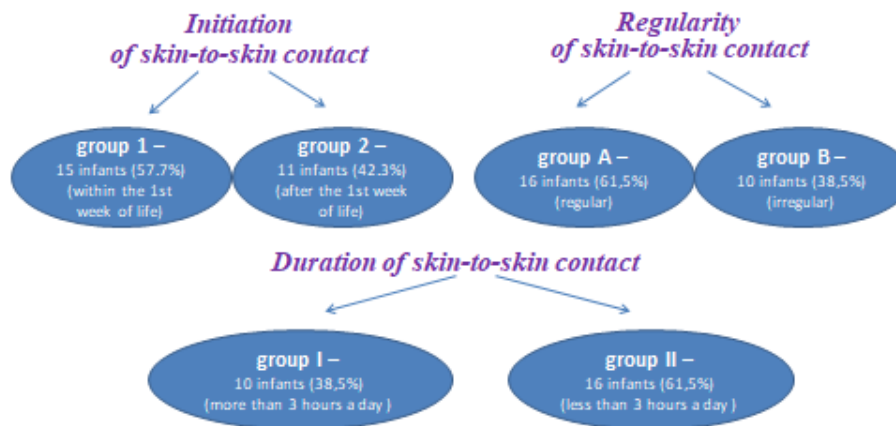 Initiation
of skin-to-skin contact
Regularity
of skin-to-skin contact
group 1 –
15 infants (57.7%)
(within the 1st
week of life)
group 2 –
11 infants (42.3%)
(after the 1st week
of life)
group A –
16 infants (61,5%)
(regular)
group B –
10 infants (38,5%)
(irregular)
Duration of skin-to-skin contact
group I –
10 infants (38,5%)
(more than 3 hours a day )
group II –
16 infants (61,5%)
(less than 3 hours a day )